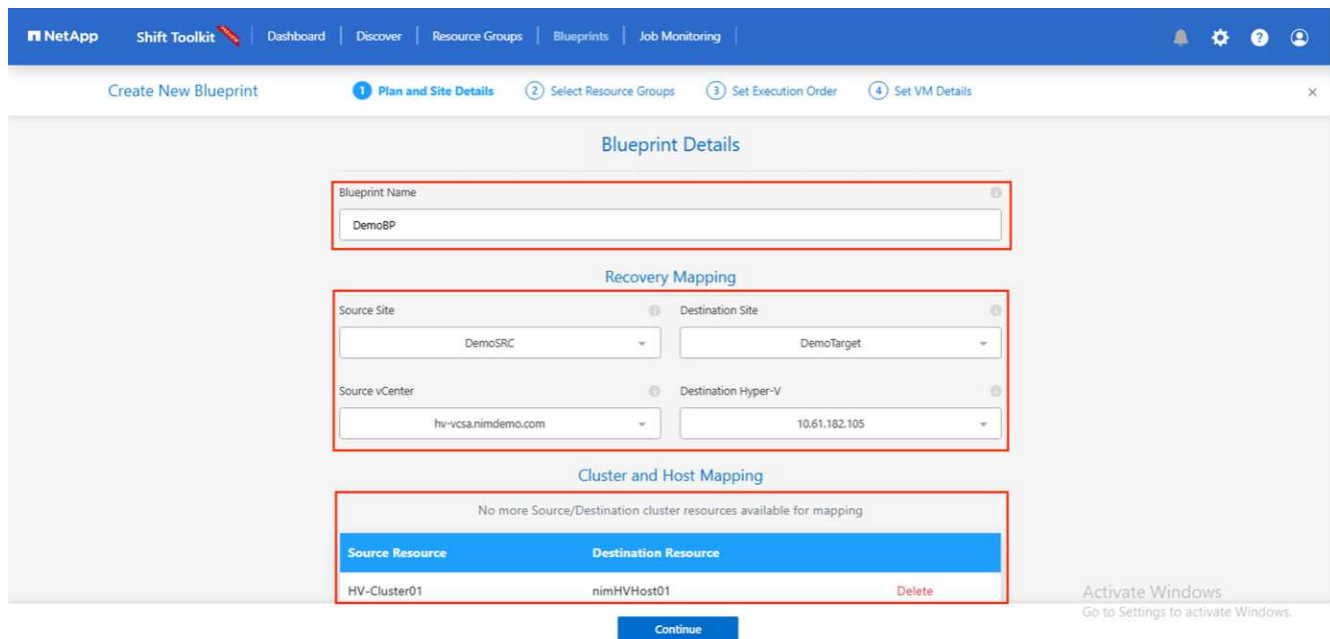 NetApp Shift Toolkit Dashboard Discover Resource Groups Blueprints Job Monitoring
Create New Blueprint 1 Plan and Site Details 2 Select Resource Groups 3 Set Execution Order 4 Set VM Details
Blueprint Details
Blueprint Name
DemoBP
Recovery Mapping
Source Site Destination Site
DemoSRC DemoTarget
Source vCenter Destination Hyper-V
hv-vcsa.nimdemo.com 10.61.182.105
Cluster and Host Mapping
No more Source/Destination cluster resources available for mapping
Source Resource Destination Resource
HV-Cluster01 nimHVHost01 Delete
Activate Windows
Go to Settings to activate Windows.
Continue